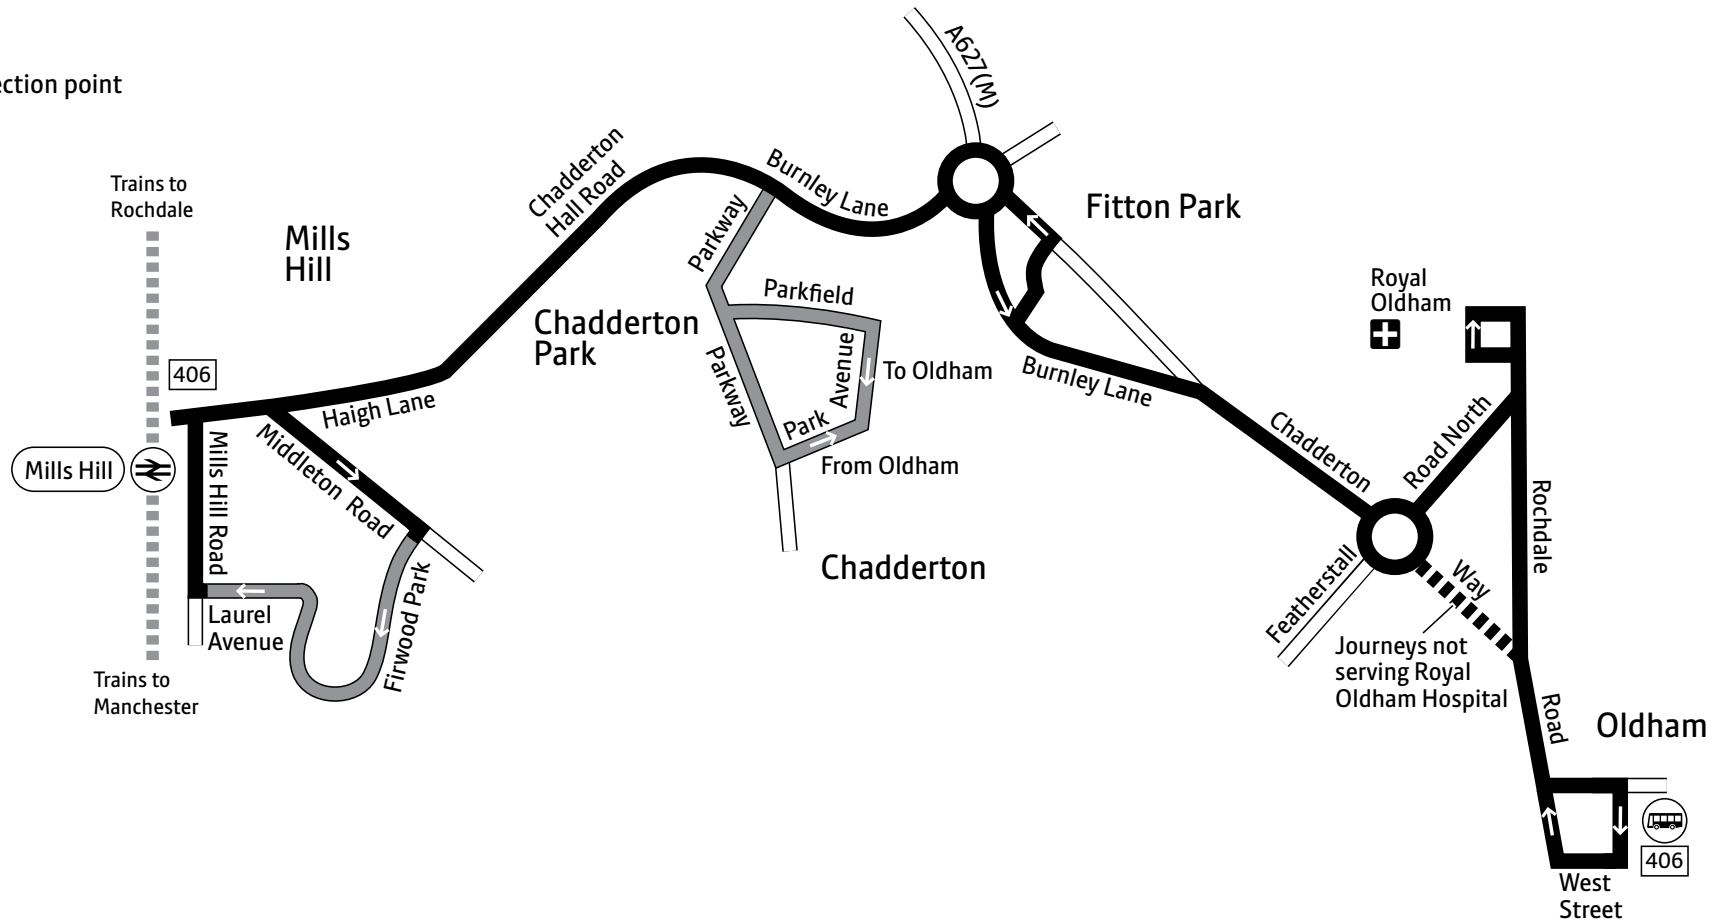 ection point
A627(M)
Trains to
Rochdale
Mills
Hill
Chadderton
Hall Road
Burnley Lane
Fitton Park
Parkway
Parkfield
Royal
Oldham
Chadderton
Park
Parkway
Avenue
To Oldham
Park
From Oldham
Burnley Lane
406
Haigh Lane
Middleton Road
Mills Hill
Mills Hill Road
Chadderton
Road North
Rochdale
Way
Chadderton
Featherstall
Laurel
Avenue
Firwood Park
Journeys not
serving Royal
Oldham Hospital
Trains to
Manchester
Road
Oldham
406
West
Street